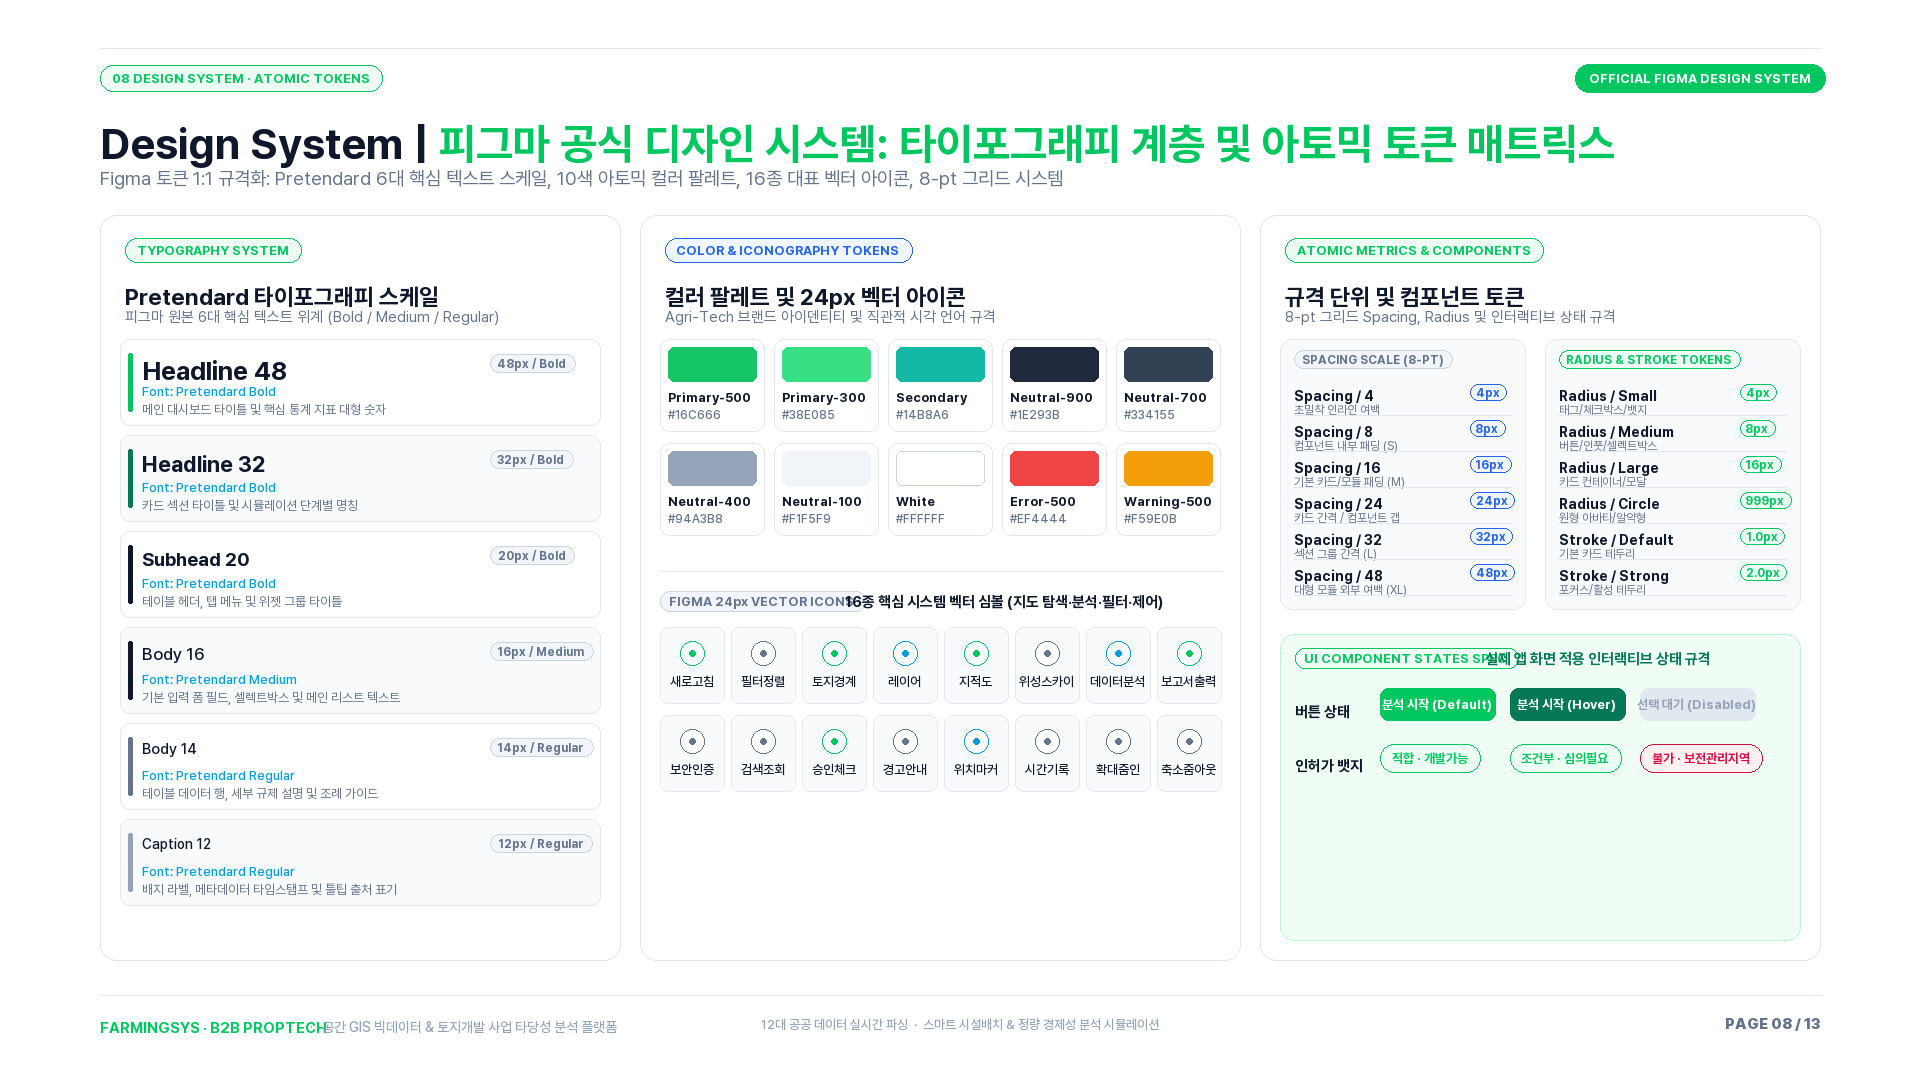 08 DESIGN SYSTEM · ATOMIC TOKENS
OFFICIAL FIGMA DESIGN SYSTEM
Design System | 피그마 공식 디자인 시스템: 타이포그래피 계층 및 아토믹 토큰 매트릭스
Figma 토큰 1:1 규격화: Pretendard 6대 핵심 텍스트 스케일, 10색 아토믹 컬러 팔레트, 16종 대표 벡터 아이콘, 8-pt 그리드 시스템
TYPOGRAPHY SYSTEM
Pretendard 타이포그래피 스케일
피그마 원본 6대 핵심 텍스트 위계 (Bold / Medium / Regular)
Headline 48
48px / Bold
Font: Pretendard Bold
메인 대시보드 타이틀 및 핵심 통계 지표 대형 숫자
Headline 32
32px / Bold
Font: Pretendard Bold
카드 섹션 타이틀 및 시뮬레이션 단계별 명칭
Subhead 20
20px / Bold
Font: Pretendard Bold
테이블 헤더, 탭 메뉴 및 위젯 그룹 타이틀
Body 16
16px / Medium
Font: Pretendard Medium
기본 입력 폼 필드, 셀렉트박스 및 메인 리스트 텍스트
Body 14
14px / Regular
Font: Pretendard Regular
테이블 데이터 행, 세부 규제 설명 및 조례 가이드
Caption 12
12px / Regular
Font: Pretendard Regular
배지 라벨, 메타데이터 타임스탬프 및 툴팁 출처 표기
COLOR & ICONOGRAPHY TOKENS
컬러 팔레트 및 24px 벡터 아이콘
Agri-Tech 브랜드 아이덴티티 및 직관적 시각 언어 규격
Primary-500 Primary-300 Secondary Neutral-900 Neutral-700
#16C666 #38E085 #14B8A6 #1E293B #334155
Neutral-400 Neutral-100 White Error-500 Warning-500
#94A3B8 #F1F5F9 #FFFFFF #EF4444 #F59E0B
FIGMA 24px VECTOR ICONS
16종 핵심 시스템 벡터 심볼 (지도 탐색·분석·필터·제어)
새로고침 필터정렬 토지경계 레이어 지적도 위성스카이 데이터분석 보고서출력
보안인증 검색조회 승인체크 경고안내 위치마커 시간기록 확대줌인 축소줌아웃
ATOMIC METRICS & COMPONENTS
규격 단위 및 컴포넌트 토큰
8-pt 그리드 Spacing, Radius 및 인터랙티브 상태 규격
SPACING SCALE (8-PT)
Spacing / 4 4px
초밀착 인라인 여백
Spacing / 8 8px
컴포넌트 내부 패딩 (S)
Spacing / 16 16px
기본 카드/모듈 패딩 (M)
Spacing / 24 24px
카드 간격 / 컴포넌트 갭
Spacing / 32 32px
섹션 그룹 간격 (L)
Spacing / 48 48px
대형 모듈 외부 여백 (XL)
RADIUS & STROKE TOKENS
Radius / Small 4px
태그/체크박스/뱃지
Radius / Medium 8px
버튼/인풋/셀렉트박스
Radius / Large 16px
카드 컨테이너/모달
Radius / Circle 999px
원형 아바타/알약형
Stroke / Default 1.0px
기본 카드 테두리
Stroke / Strong 2.0px
포커스/활성 테두리
UI COMPONENT STATES
실제 앱 화면 적용 인터랙티브 상태 규격
버튼 상태
분석 시작 (Default) 분석 시작 (Hover) 선택 대기 (Disabled)
인허가 뱃지
적합 · 개발가능 조건부 · 심의필요 불가 · 보전관리지역
FARMINGSYS · B2B PROPTECH
공간 GIS 빅데이터 & 토지개발 사업 타당성 분석 플랫폼
12대 공공 데이터 실시간 파싱 · 스마트 시설배치 & 정량 경제성 분석 시뮬레이션
PAGE 08 / 13